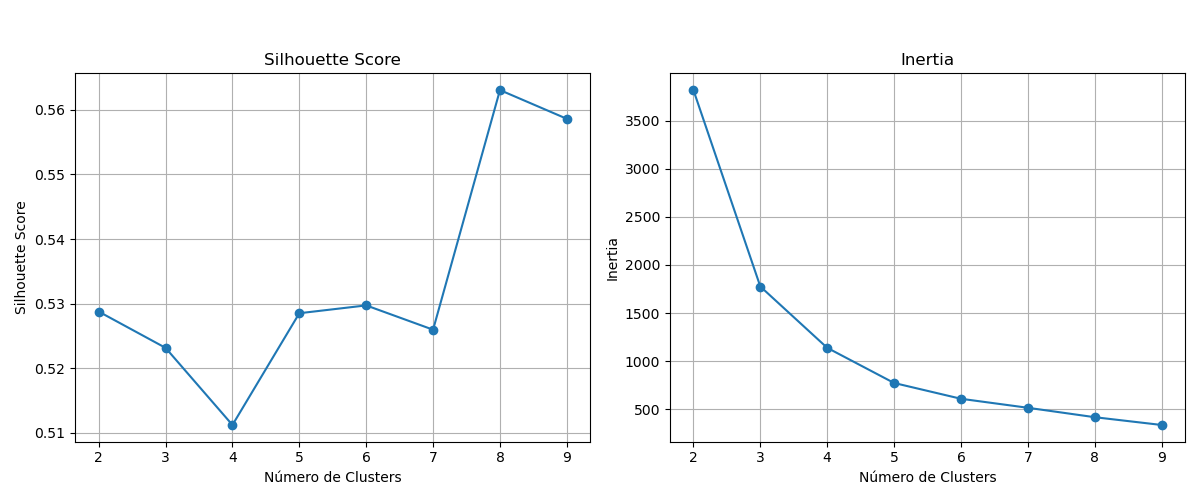 Silhouette Score
Silhouette Score
0.56
0.55
0.54
0.53
0.52
0.51
2 3 4 5 6 7 8 9
Número de Clusters
Inertia
Inertia
3500
3000
2500
2000
1500
1000
500
2 3 4 5 6 7 8 9
Número de Clusters